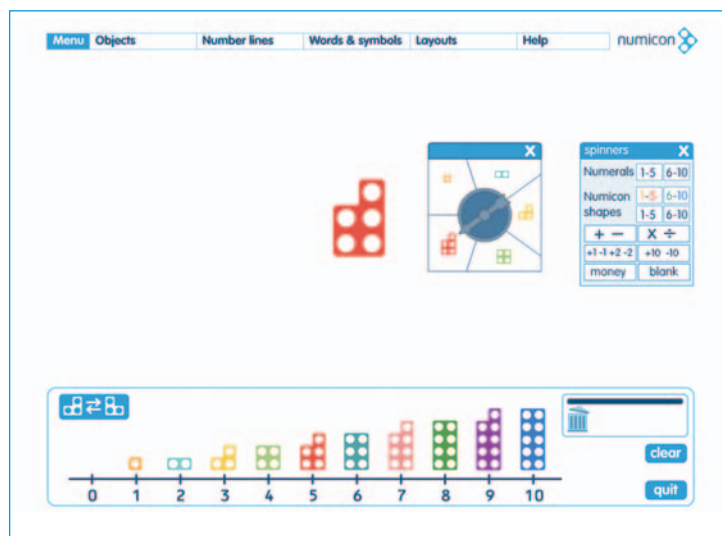 Menu Objects Number lines Words & symbols Layouts Help numicon
X
spinners X
Numerals 1-5 6-10
Numicon shapes 1-5 6-10
1-5 6-10
+ − X ÷
+1 -1 +2 -2 +10 -10
money blank
clear
0 1 2 3 4 5 6 7 8 9 10
quit